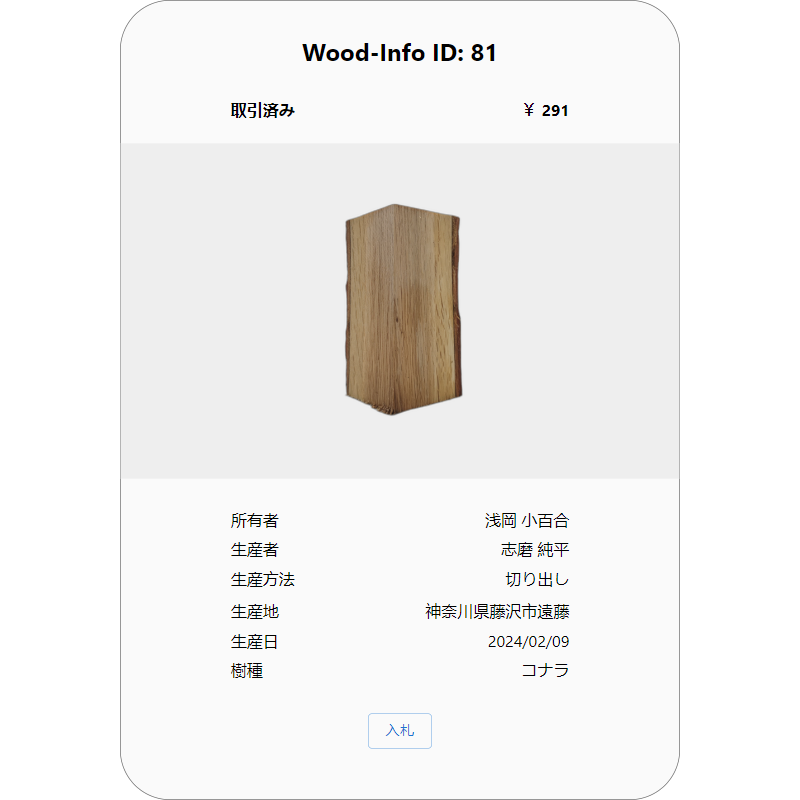 Wood-Info ID: 81
取引済み ￥ 291
所有者 浅岡 小百合
生産者 志磨 純平
生産方法 切り出し
生産地 神奈川県藤沢市遠藤
生産日 2024/02/09
樹種 コナラ
入札